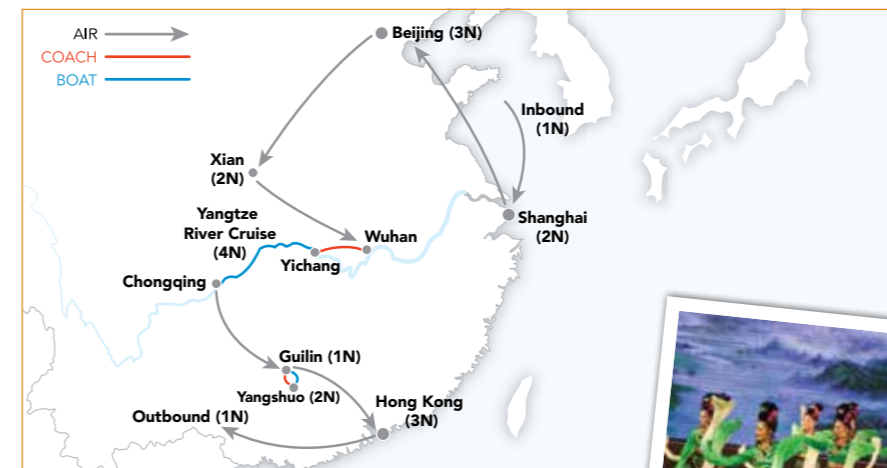 AIR
COACH
BOAT
Beijing (3N)
Inbound
(1N)
Xian
(2N)
Shanghai
(2N)
Yangtze
River Cruise
(4N)
Wuhan
Yichang
Chongqing
Guilin (1N)
Yangshuo (2N)
Hong Kong
(3N)
Outbound (1N)